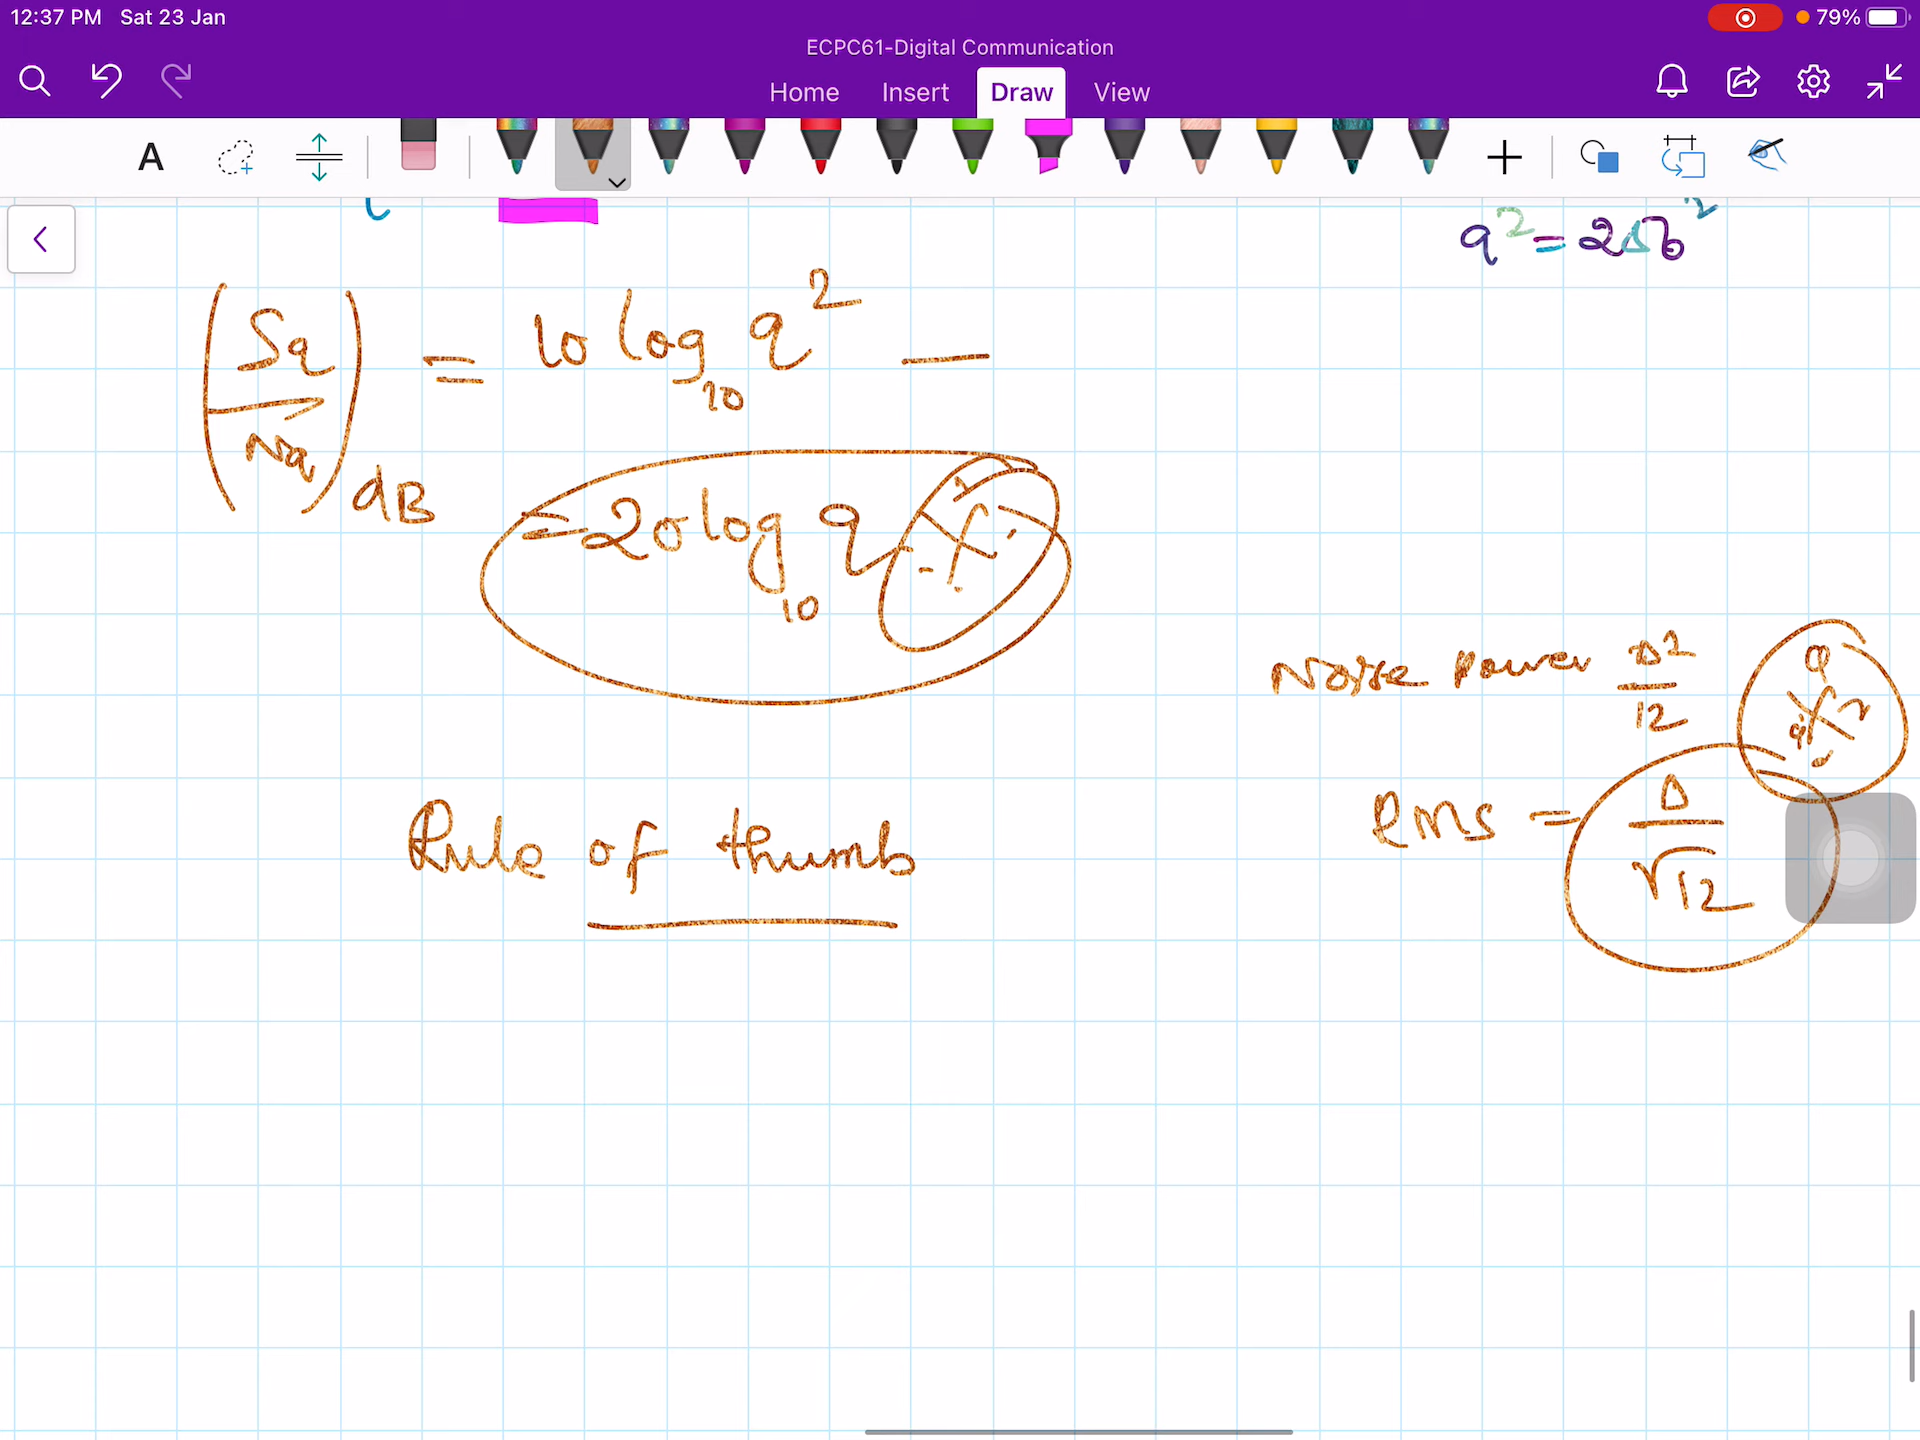 12:37 PM Sat 23 Jan
79%
ECPC61-Digital Communication
Home Insert Draw View
A
q² = 256²
(Sq/Nq)dB = 10 log₁₀ q² —
= 20 log₁₀ q
Noise Power Δ²/12
RMS = Δ/√12
Rule of thumb